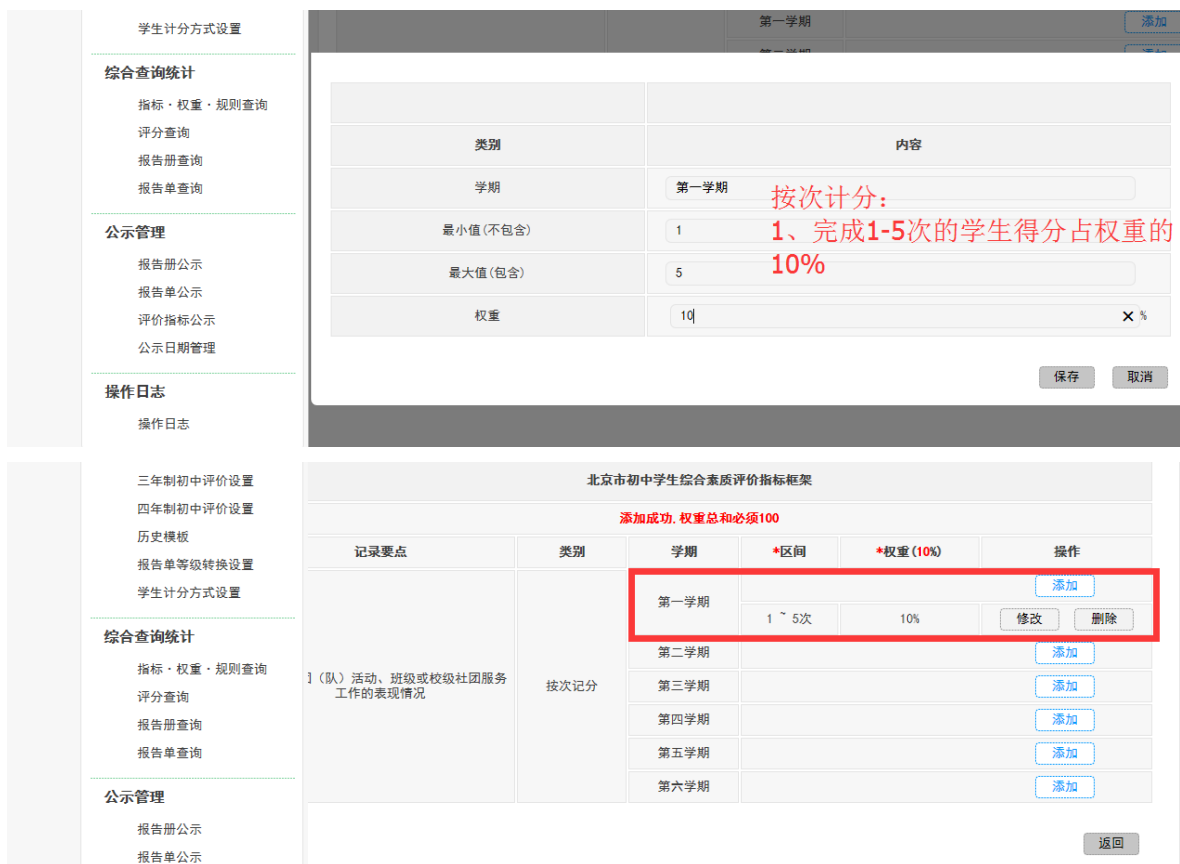 学生计分方式设置
综合查询统计
指标·权重·规则查询
评分查询
报告册查询
报告单查询
公示管理
报告册公示
报告单公示
评价指标公示
公示日期管理
操作日志
操作日志
第一学期 添加
类别 内容
学期 第一学期
最小值(不包含) 1
最大值(包含) 5
权重 10 %
按次计分：
1、完成1-5次的学生得分占权重的
10%
保存 取消
三年制初中评价设置
四年制初中评价设置
历史模板
报告单等级转换设置
学生计分方式设置
综合查询统计
指标·权重·规则查询
评分查询
报告册查询
报告单查询
公示管理
报告册公示
报告单公示
北京市初中学生综合素质评价指标框架
添加成功,权重总和必须100
记录要点 类别 学期 *区间 *权重(10%) 操作
第一学期 添加
1 ~ 5次 10% 修改 删除
第二学期 添加
（队）活动、班级或校级社团服务
工作的表现情况
按次记分 第三学期 添加
第四学期 添加
第五学期 添加
第六学期 添加
返回